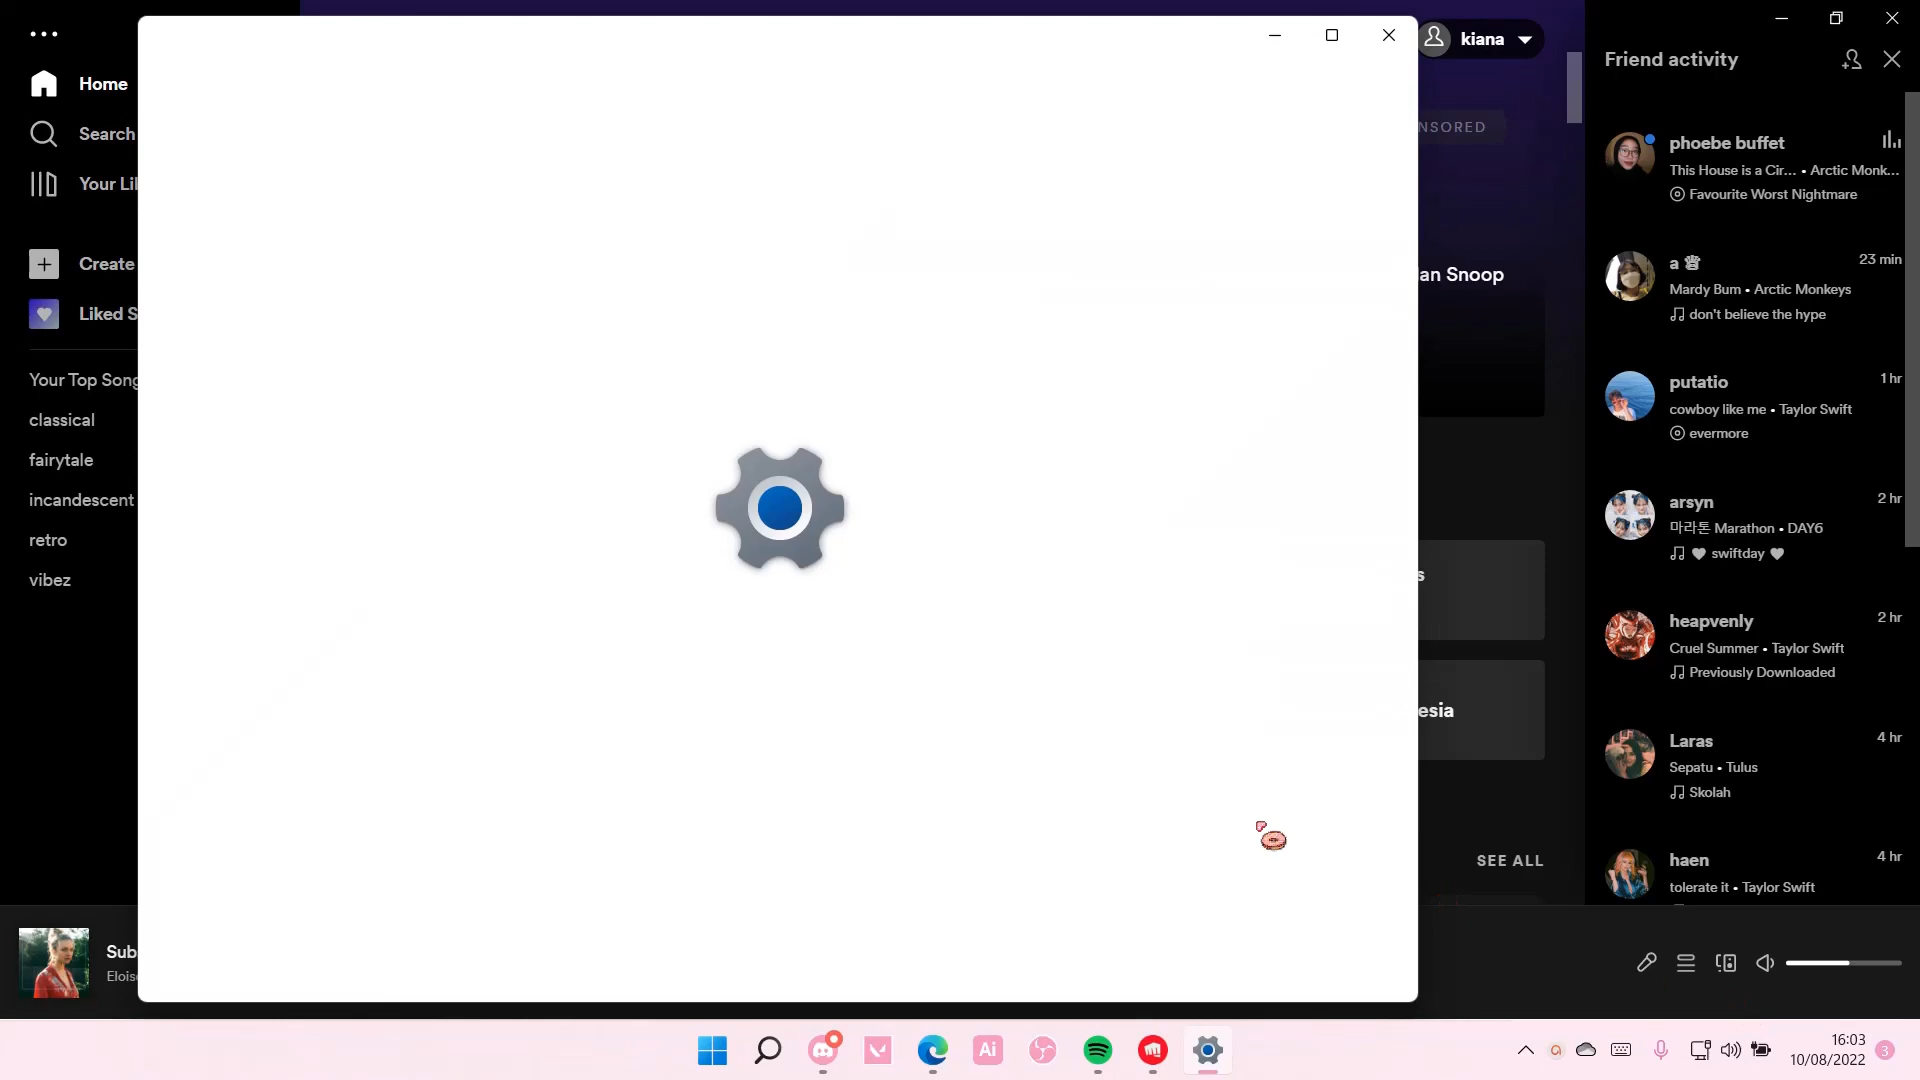 Home
Search
Your Li
Create
Liked S
Your Top Song
classical
fairytale
incandescent
retro
vibez
Sub
Elois
kiana
NSORED
an Snoop
s
esia
SEE ALL
Friend activity
phoebe buffet
This House is a Cir... • Arctic Monk...
Favourite Worst Nightmare
a
23 min
Mardy Bum • Arctic Monkeys
don't believe the hype
putatio
1 hr
cowboy like me • Taylor Swift
evermore
arsyn
2 hr
마라톤 Marathon • DAY6
🖤 swiftday 🖤
heapvenly
2 hr
Cruel Summer • Taylor Swift
Previously Downloaded
Laras
4 hr
Sepatu • Tulus
Skolah
haen
4 hr
tolerate it • Taylor Swift
Ai
16:03
10/08/2022
3